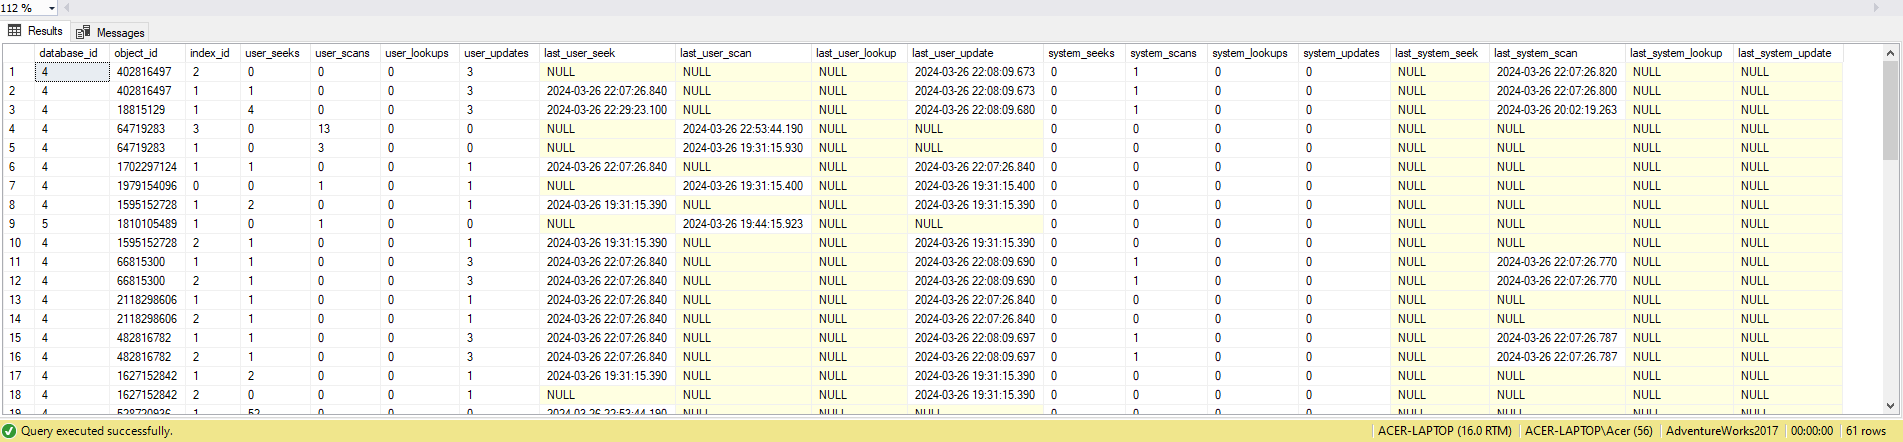 112 %
Results Messages
database_id object_id index_id user_seeks user_scans user_lookups user_updates last_user_seek last_user_scan last_user_lookup last_user_update system_seeks system_scans system_lookups system_updates last_system_seek last_system_scan last_system_lookup last_system_update
1 4 402816497 2 0 0 0 3 NULL NULL NULL 2024-03-26 22:08:09.673 0 1 0 0 NULL 2024-03-26 22:07:26.820 NULL NULL
2 4 402816497 1 1 0 0 3 2024-03-26 22:07:26.840 NULL NULL 2024-03-26 22:08:09.673 0 1 0 0 NULL 2024-03-26 22:07:26.800 NULL NULL
3 4 18815129 1 4 0 0 3 2024-03-26 22:29:23.100 NULL NULL 2024-03-26 22:08:09.680 0 1 0 0 NULL 2024-03-26 20:02:19.263 NULL NULL
4 4 64719283 3 0 13 0 0 NULL 2024-03-26 22:53:44.190 NULL NULL 0 0 0 0 NULL NULL NULL NULL
5 4 64719283 1 0 3 0 0 NULL 2024-03-26 19:31:15.930 NULL NULL 0 0 0 0 NULL NULL NULL NULL
6 4 1702297124 1 1 0 0 1 2024-03-26 22:07:26.840 NULL NULL 2024-03-26 22:07:26.840 0 0 0 0 NULL NULL NULL NULL
7 4 1979154096 0 0 1 0 1 NULL 2024-03-26 19:31:15.400 NULL 2024-03-26 19:31:15.400 0 0 0 0 NULL NULL NULL NULL
8 4 1595152728 1 2 0 0 1 2024-03-26 19:31:15.390 NULL NULL 2024-03-26 19:31:15.390 0 0 0 0 NULL NULL NULL NULL
9 5 1810105489 1 0 1 0 0 NULL 2024-03-26 19:44:15.923 NULL NULL 0 0 0 0 NULL NULL NULL NULL
10 4 1595152728 2 1 0 0 1 2024-03-26 19:31:15.390 NULL NULL 2024-03-26 19:31:15.390 0 0 0 0 NULL NULL NULL NULL
11 4 66815300 1 1 0 0 3 2024-03-26 22:07:26.840 NULL NULL 2024-03-26 22:08:09.690 0 1 0 0 NULL 2024-03-26 22:07:26.770 NULL NULL
12 4 66815300 2 1 0 0 3 2024-03-26 22:07:26.840 NULL NULL 2024-03-26 22:08:09.690 0 1 0 0 NULL 2024-03-26 22:07:26.770 NULL NULL
13 4 2118298606 1 1 0 0 1 2024-03-26 22:07:26.840 NULL NULL 2024-03-26 22:07:26.840 0 0 0 0 NULL NULL NULL NULL
14 4 2118298606 2 1 0 0 1 2024-03-26 22:07:26.840 NULL NULL 2024-03-26 22:07:26.840 0 0 0 0 NULL NULL NULL NULL
15 4 482816782 1 1 0 0 3 2024-03-26 22:07:26.840 NULL NULL 2024-03-26 22:08:09.697 0 1 0 0 NULL 2024-03-26 22:07:26.787 NULL NULL
16 4 482816782 2 1 0 0 3 2024-03-26 22:07:26.840 NULL NULL 2024-03-26 22:08:09.697 0 1 0 0 NULL 2024-03-26 22:07:26.787 NULL NULL
17 4 1627152842 1 2 0 0 1 2024-03-26 19:31:15.390 NULL NULL 2024-03-26 19:31:15.390 0 0 0 0 NULL NULL NULL NULL
18 4 1627152842 2 0 0 0 1 NULL NULL NULL 2024-03-26 19:31:15.390 0 0 0 0 NULL NULL NULL NULL
19 4 528720936 1 52 0 0 0 2024-03-26 22:53:44.190 NULL NULL NULL 0 0 0 0 NULL NULL NULL NULL
Query executed successfully. ACER-LAPTOP (16.0 RTM) ACER-LAPTOP\Acer (56) AdventureWorks2017 00:00:00 61 rows